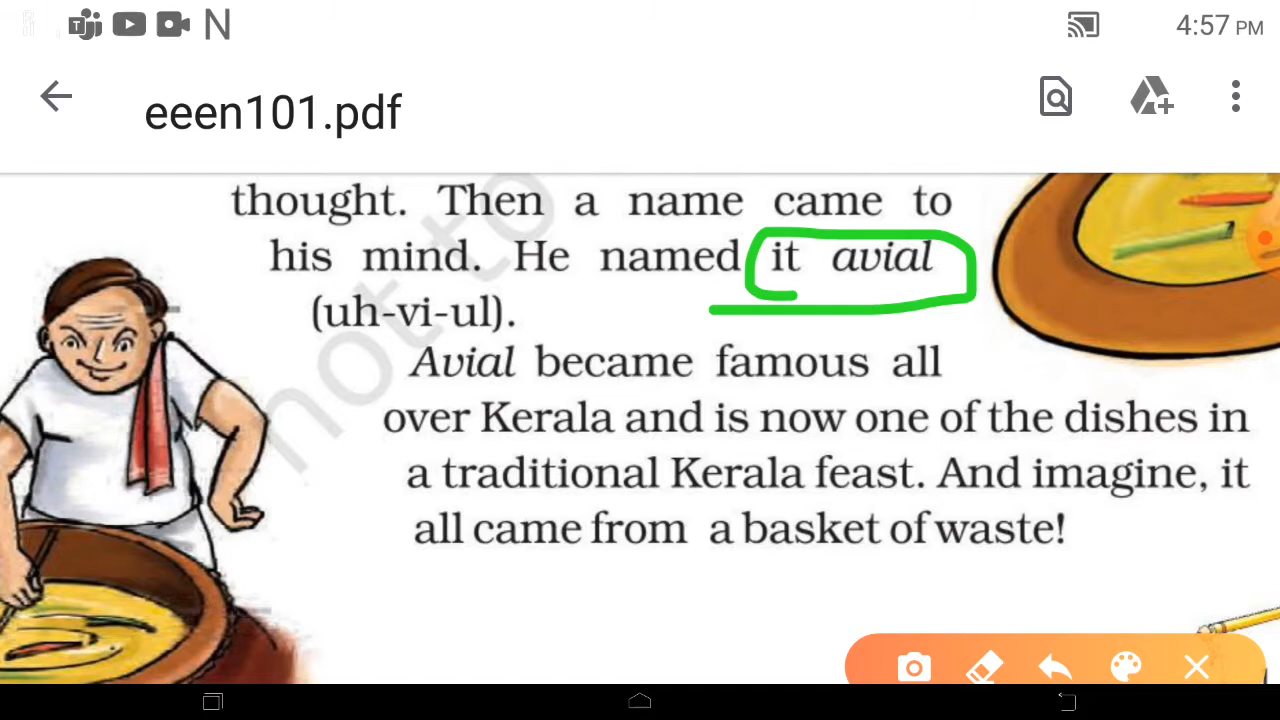 4:57 PM
eeen101.pdf
thought. Then a name came to
his mind. He named it avial
(uh-vi-ul).
Avial became famous all
over Kerala and is now one of the dishes in
a traditional Kerala feast. And imagine, it
all came from a basket of waste!
not to